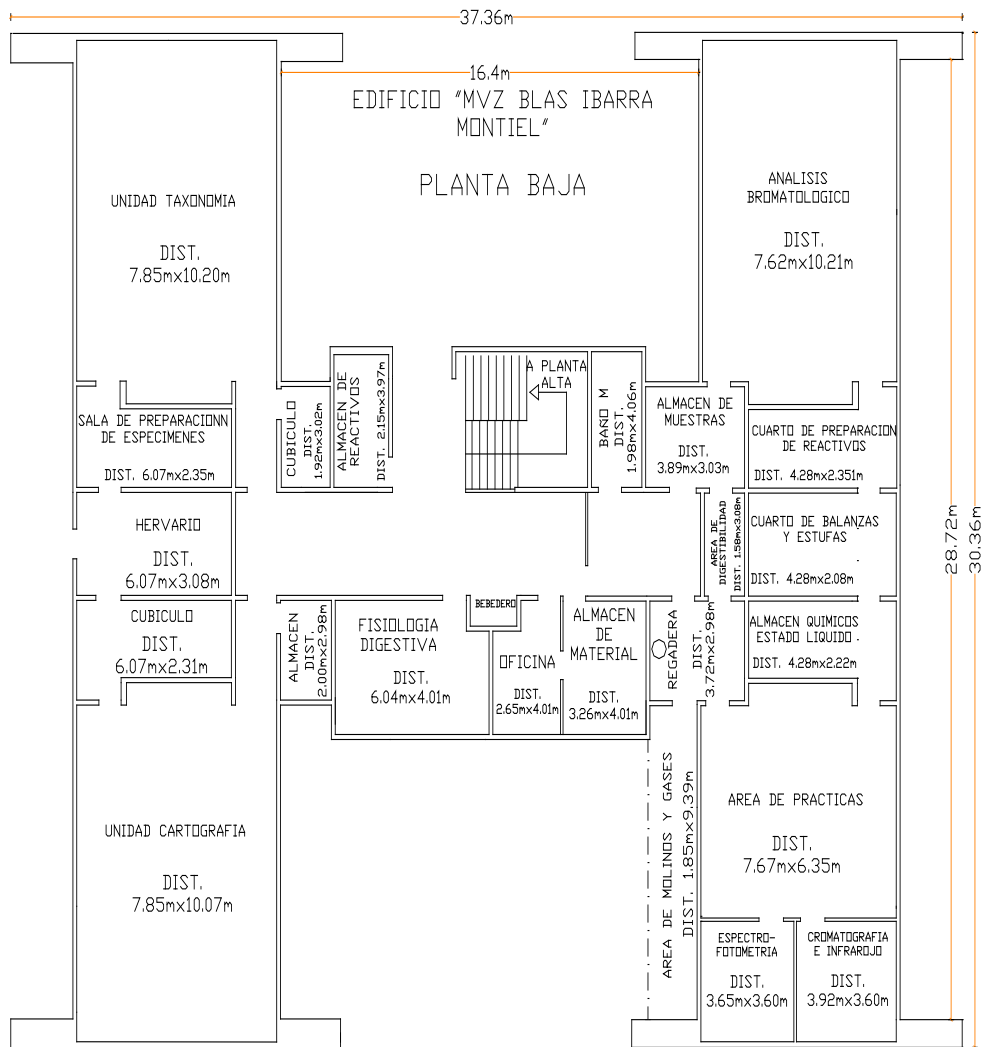 37.36m
16.4m
EDIFICIO "MVZ BLAS IBARRA
MONTIEL"
PLANTA BAJA
UNIDAD TAXONOMIA
DIST.
7.85mx10.20m
ANALISIS
BROMATOLOGICO
DIST.
7.62mx10.21m
SALA DE PREPARACIONN
DE ESPECIMENES
DIST. 6.07mx2.35m
CUBICULO
DIST.
1.92mx3.02m
ALMACEN DE
REACTIVOS
DIST. 2.15mx3.97m
A PLANTA
ALTA
BAÑO M
DIST.
1.98mx4.06m
ALMACEN DE
MUESTRAS
DIST.
3.89mx3.03m
CUARTO DE PREPARACION
DE REACTIVOS
DIST. 4.28mx2.351m
HERVARIO
DIST.
6.07mx3.08m
AREA DE
DIGESTIBILIDAD
DIST. 1.58mx3.08m
CUARTO DE BALANZAS
Y ESTUFAS
DIST. 4.28mx2.08m
28.72m
30.36m
CUBICULO
DIST.
6.07mx2.31m
ALMACEN
DIST.
2.00mx2.98m
FISIOLOGIA
DIGESTIVA
DIST.
6.04mx4.01m
BEBEDERO
OFICINA
DIST.
2.65mx4.01m
ALMACEN
DE
MATERIAL
DIST.
3.26mx4.01m
REGADERA
DIST.
3.72mx2.98m
ALMACEN QUIMICOS
ESTADO LIQUIDO .
DIST. 4.28mx2.22m
UNIDAD CARTOGRAFIA
DIST.
7.85mx10.07m
AREA DE MOLINOS Y GASES
DIST. 1.85mx9.39m
AREA DE PRACTICAS
DIST.
7.67mx6.35m
ESPECTRO-
FOTOMETRIA
DIST.
3.65mx3.60m
CROMATOGRAFIA
E INFRAROJO
DIST.
3.92mx3.60m